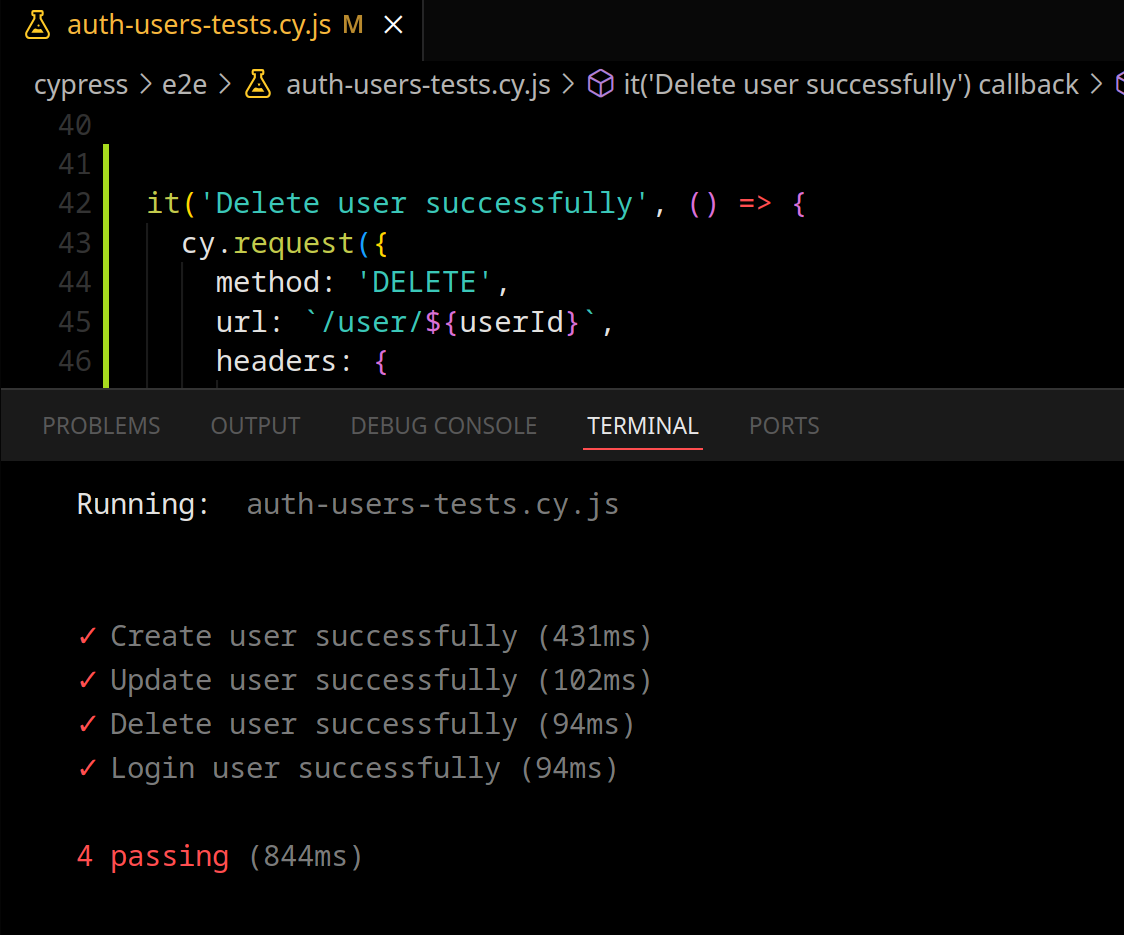 auth-users-tests.cy.js M
cypress > e2e > auth-users-tests.cy.js > it('Delete user successfully') callback >
40
41
42 it('Delete user successfully', () => {
43 cy.request({
44 method: 'DELETE',
45 url: `/user/${userId}`,
46 headers: {
PROBLEMS OUTPUT DEBUG CONSOLE TERMINAL PORTS
Running: auth-users-tests.cy.js
✓ Create user successfully (431ms)
✓ Update user successfully (102ms)
✓ Delete user successfully (94ms)
✓ Login user successfully (94ms)
4 passing (844ms)